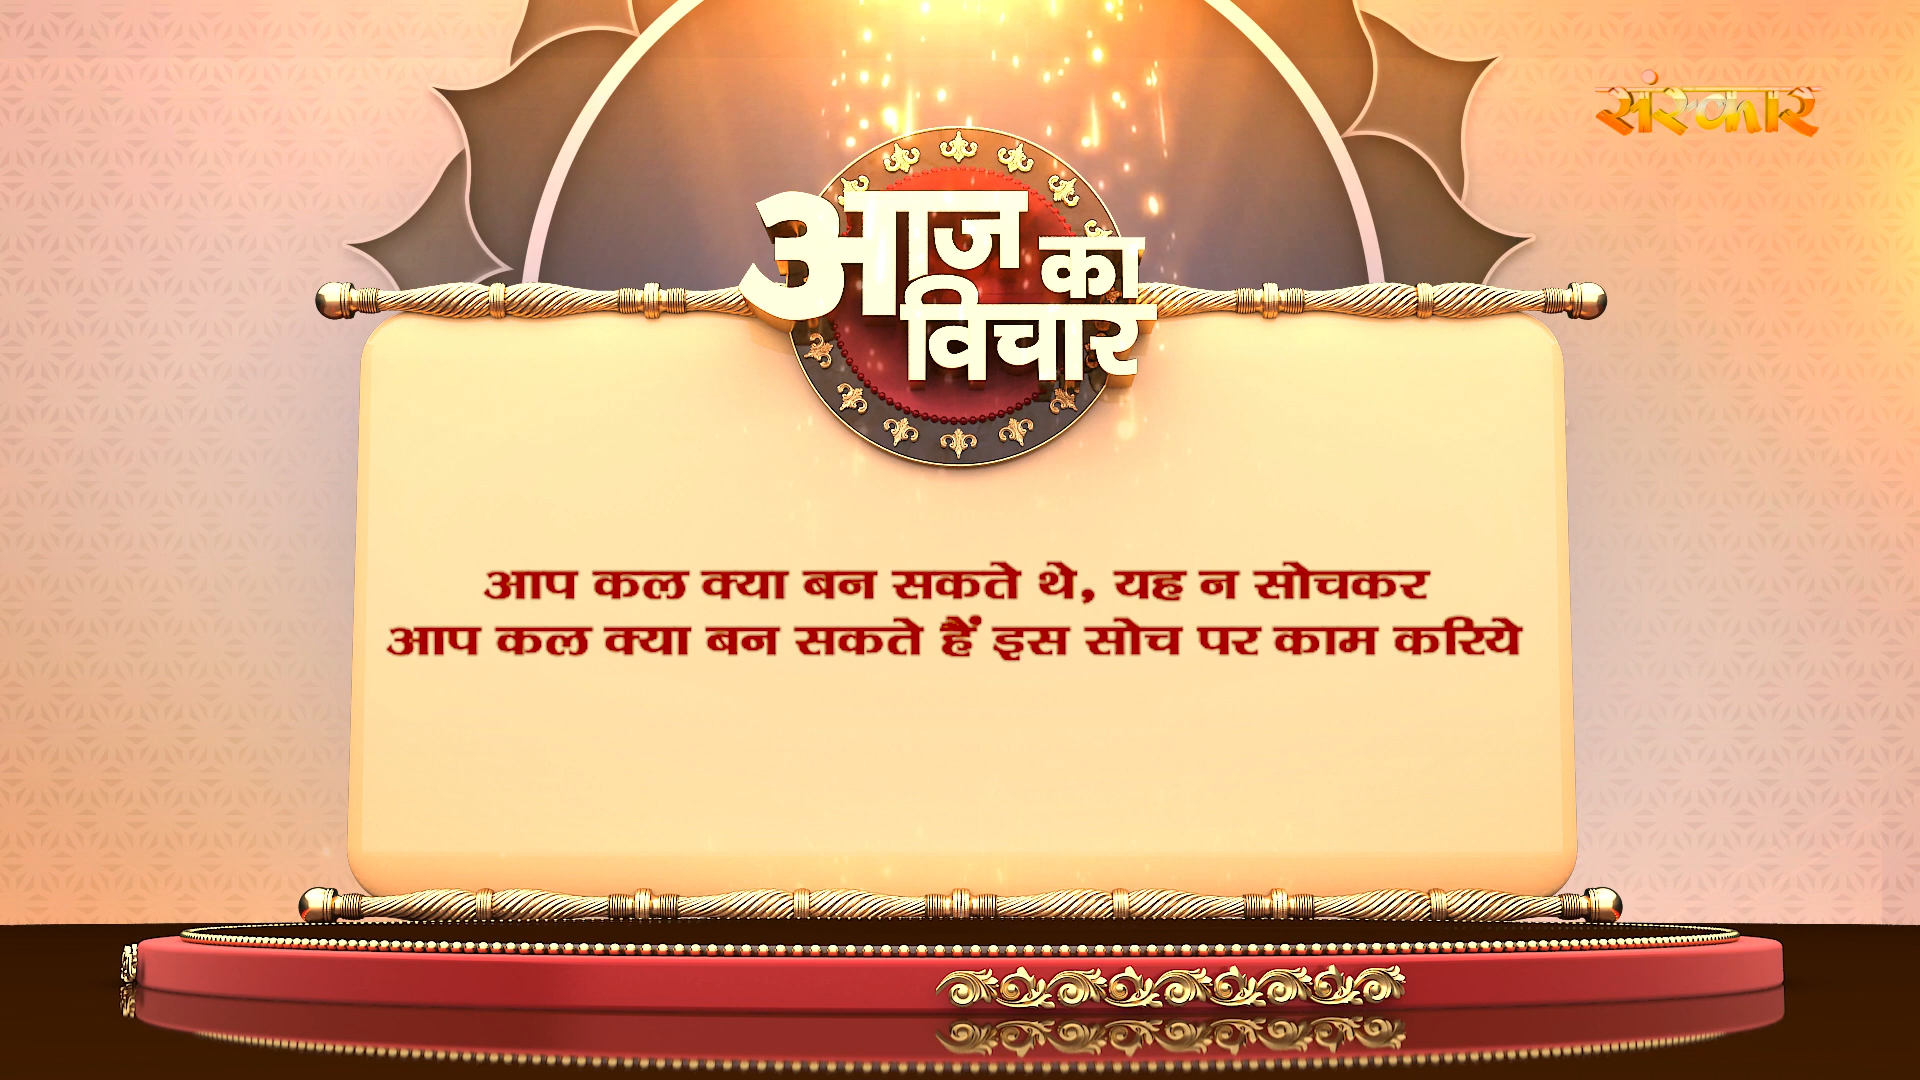 संस्कार
आज का
विचार
आप कल क्या बन सकते थे, यह न सोचकर
आप कल क्या बन सकते हैं इस सोच पर काम करिये